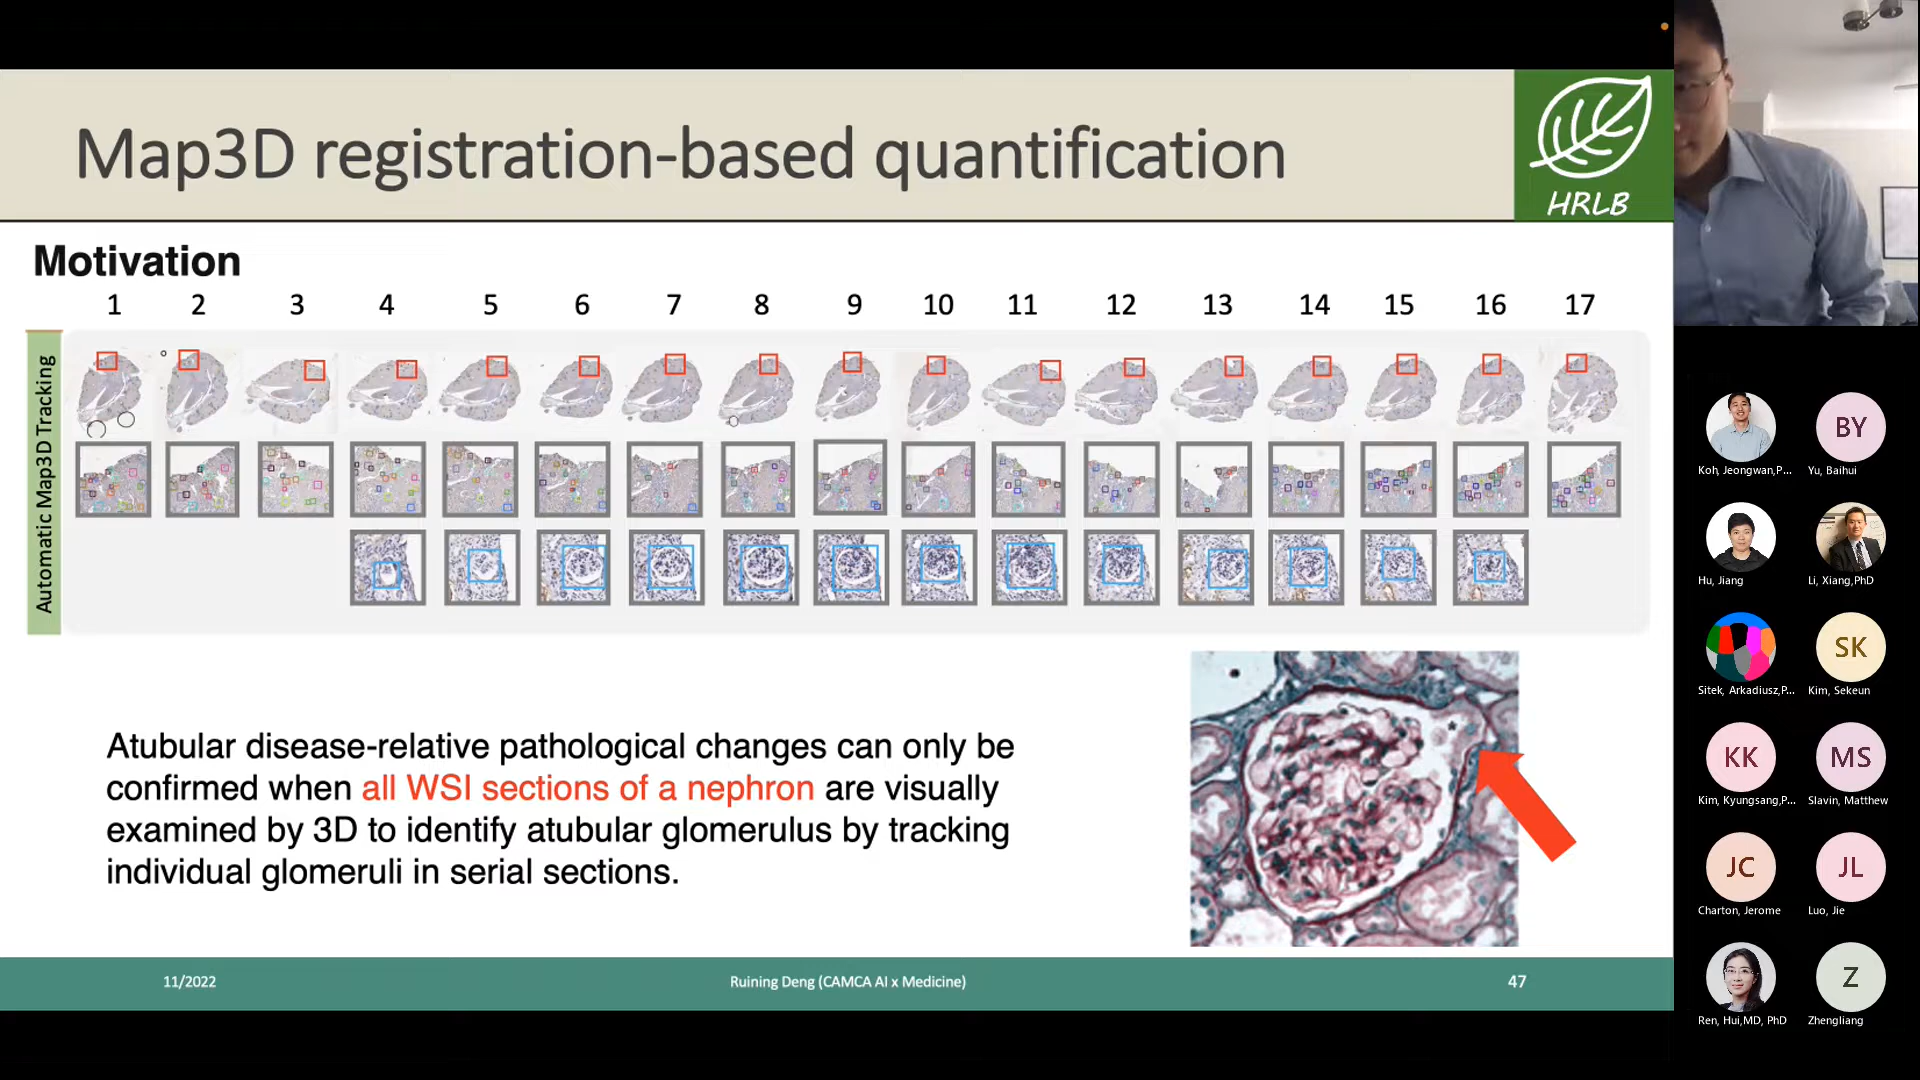 Map3D registration-based quantification
HRLB
Motivation
1 2 3 4 5 6 7 8 9 10 11 12 13 14 15 16 17
Automatic Map3D Tracking
Atubular disease-relative pathological changes can only be
confirmed when all WSI sections of a nephron are visually
examined by 3D to identify atubular glomerulus by tracking
individual glomeruli in serial sections.
11/2022
Ruining Deng (CAMCA AI x Medicine)
47
BY
Koh, Jeongwan,P...
Yu, Baihui
Hu, Jiang
Li, Xiang,PhD
SK
Sitek, Arkadiusz,P...
Kim, Sekeun
KK
MS
Kim, Kyungsang,P...
Slavin, Matthew
JC
JL
Charton, Jerome
Luo, Jie
Z
Ren, Hui,MD, PhD
Zhengliang